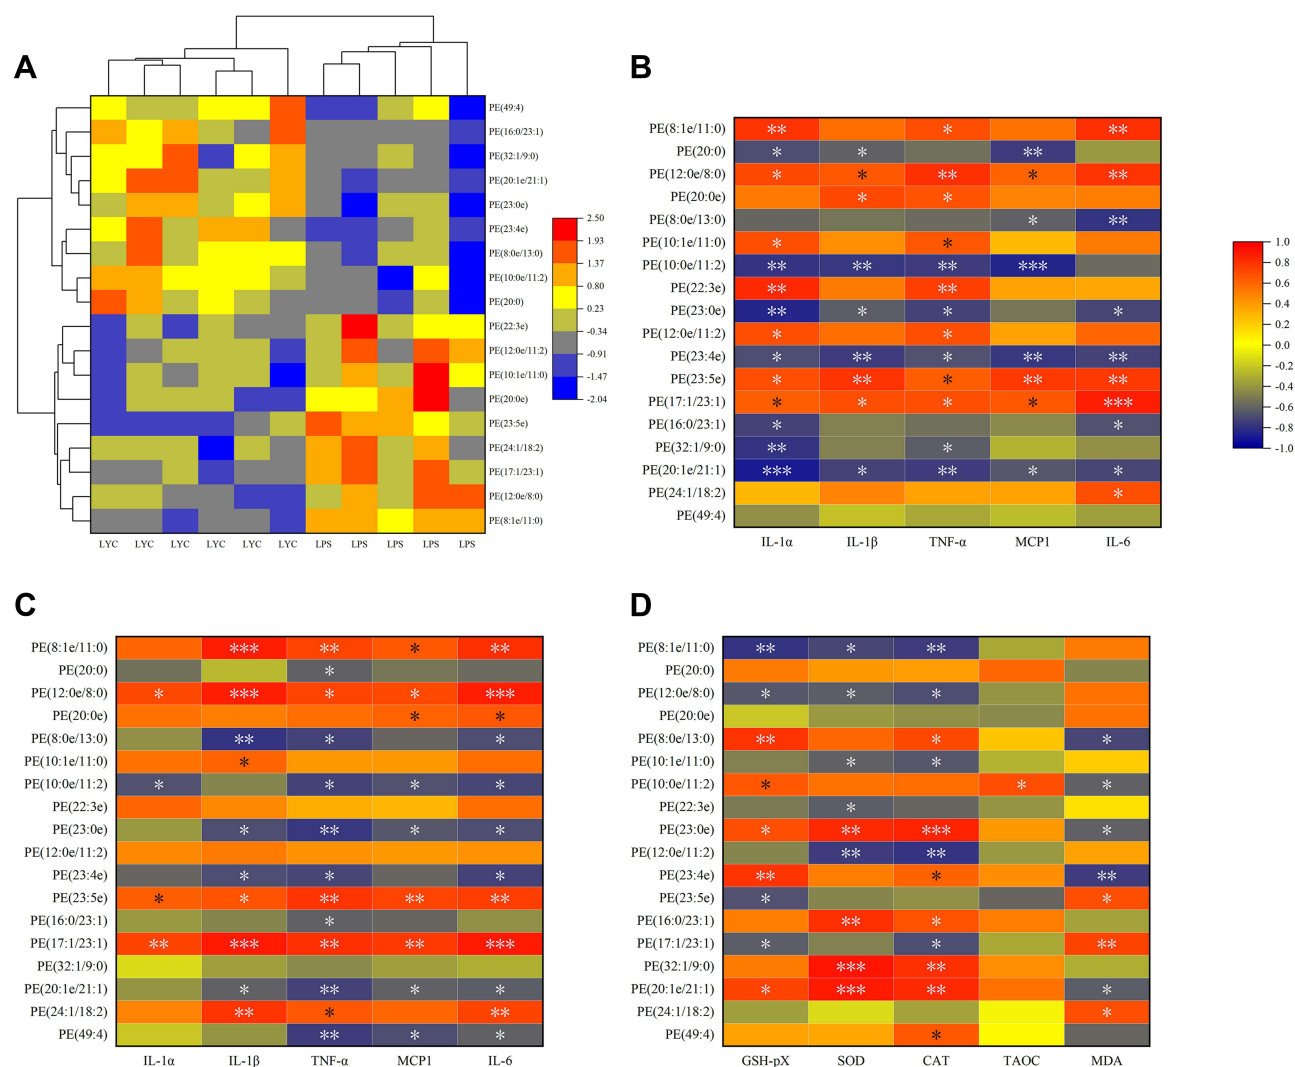 A
PE(49:4)
PE(16:0/23:1)
PE(32:1/9:0)
PE(20:1e/21:1)
PE(23:0e)
PE(23:4e)
PE(8:0e/13:0)
PE(10:0e/11:2)
PE(20:0)
PE(22:3e)
PE(12:0e/11:2)
PE(10:1e/11:0)
PE(20:0e)
PE(23:5e)
PE(24:1/18:2)
PE(17:1/23:1)
PE(12:0e/8:0)
PE(8:1e/11:0)
LYC LYC LYC LYC LYC LYC LPS LPS LPS LPS LPS
2.50
1.93
1.37
0.80
0.23
-0.34
-0.91
-1.47
-2.04
B
PE(8:1e/11:0) ** * **
PE(20:0) * * **
PE(12:0e/8:0) * * ** * **
PE(20:0e) * *
PE(8:0e/13:0) * **
PE(10:1e/11:0) * *
PE(10:0e/11:2) ** ** ** ***
PE(22:3e) ** **
PE(23:0e) ** * * *
PE(12:0e/11:2) * *
PE(23:4e) * ** * ** **
PE(23:5e) * ** * ** **
PE(17:1/23:1) * * * * ***
PE(16:0/23:1) * *
PE(32:1/9:0) ** *
PE(20:1e/21:1) *** * ** * *
PE(24:1/18:2) *
PE(49:4)
IL-1α IL-1β TNF-α MCP1 IL-6
1.0
0.8
0.6
0.4
0.2
0.0
-0.2
-0.4
-0.6
-0.8
-1.0
C
PE(8:1e/11:0) *** ** * **
PE(20:0) *
PE(12:0e/8:0) * *** * * ***
PE(20:0e) * *
PE(8:0e/13:0) ** * *
PE(10:1e/11:0) *
PE(10:0e/11:2) * * * *
PE(22:3e)
PE(23:0e) * ** * *
PE(12:0e/11:2)
PE(23:4e) * * *
PE(23:5e) * * ** ** **
PE(16:0/23:1) *
PE(17:1/23:1) ** *** ** ** ***
PE(32:1/9:0)
PE(20:1e/21:1) * ** * *
PE(24:1/18:2) ** * **
PE(49:4) ** * *
IL-1α IL-1β TNF-α MCP1 IL-6
D
PE(8:1e/11:0) ** * **
PE(20:0)
PE(12:0e/8:0) * * *
PE(20:0e)
PE(8:0e/13:0) ** * *
PE(10:1e/11:0) * *
PE(10:0e/11:2) * * *
PE(22:3e) *
PE(23:0e) * ** *** *
PE(12:0e/11:2) ** **
PE(23:4e) ** * **
PE(23:5e) * *
PE(16:0/23:1) ** *
PE(17:1/23:1) * * **
PE(32:1/9:0) *** **
PE(20:1e/21:1) * *** ** *
PE(24:1/18:2) *
PE(49:4) *
GSH-pX SOD CAT TAOC MDA